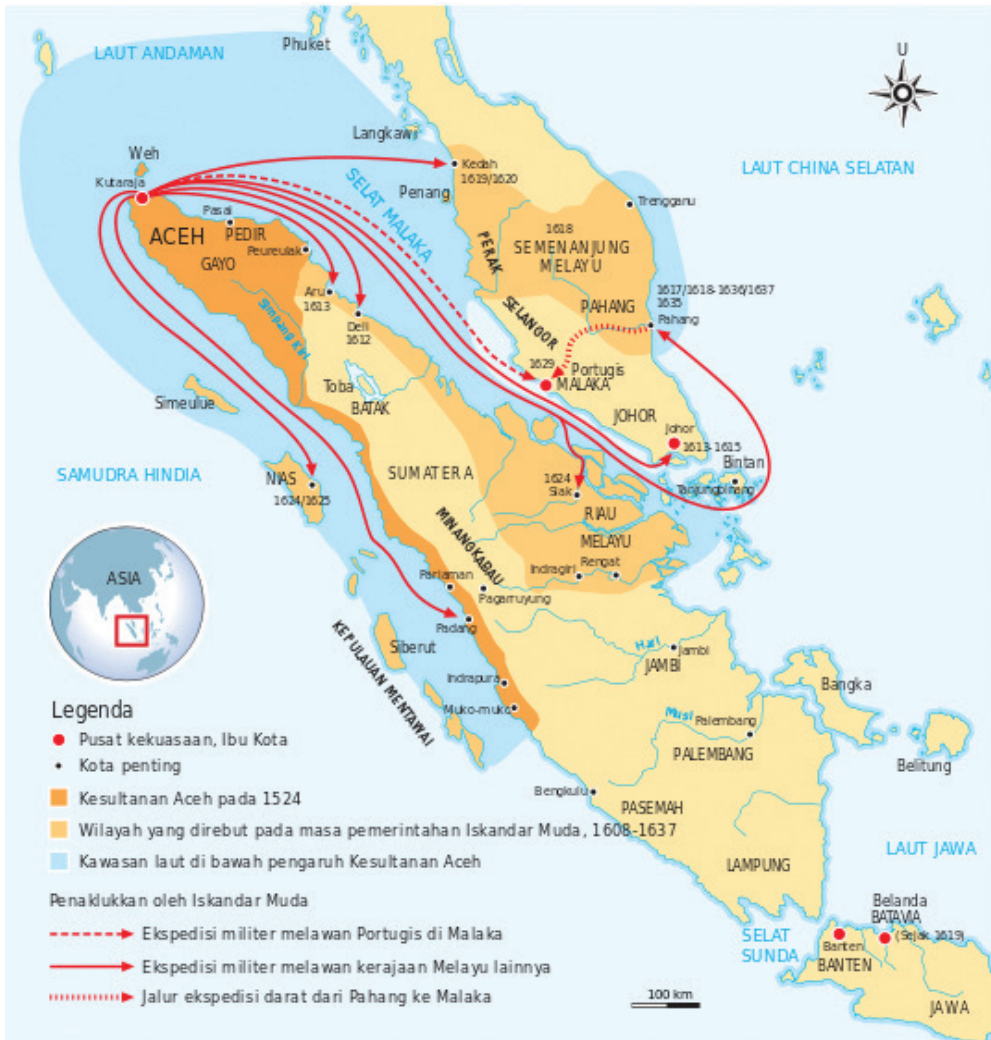 LAUT ANDAMAN
Phuket
U
Langkawi
LAUT CHINA SELATAN
Weh
Kutaraja
Kedah
1619/1620
Penang
SELAT MALAKA
Trengganu
Pasai
ACEH
PEDIR
GAYO
Peureulak
1618
SEMENANJUNG
MELAYU
PERAK
Aru
1613
Deli
1612
Simpang Kiri
PAHANG
1617/1618-1636/1637
1635
Pahang
SELANGOR
1629
Portugis
MALAKA
Toba
BATAK
Simeulue
JOHOR
Johor
1613-1615
Bintan
Tanjungpinang
SAMUDRA HINDIA
NIAS
1624/1625
SUMATERA
1624
Siak
RIAU
MELAYU
MINANGKABAU
Indragiri
Rengat
ASIA
Pariaman
Pagarruyung
Padang
Siberut
KEPULAUAN MENTAWAI
Hari
Jambi
JAMBI
Indrapura
Muko-muko
Bangka
Musi
Palembang
PALEMBANG
Belitung
Bengkulu
PASEMAH
LAMPUNG
LAUT JAWA
Belanda
BATAVIA
(Sejak 1619)
SELAT
SUNDA
Banten
BANTEN
JAWA
Legenda
Pusat kekuasaan, Ibu Kota
Kota penting
Kesultanan Aceh pada 1524
Wilayah yang direbut pada masa pemerintahan Iskandar Muda, 1608-1637
Kawasan laut di bawah pengaruh Kesultanan Aceh
Penaklukkan oleh Iskandar Muda
Ekspedisi militer melawan Portugis di Malaka
Ekspedisi militer melawan kerajaan Melayu lainnya
Jalur ekspedisi darat dari Pahang ke Malaka
100 km